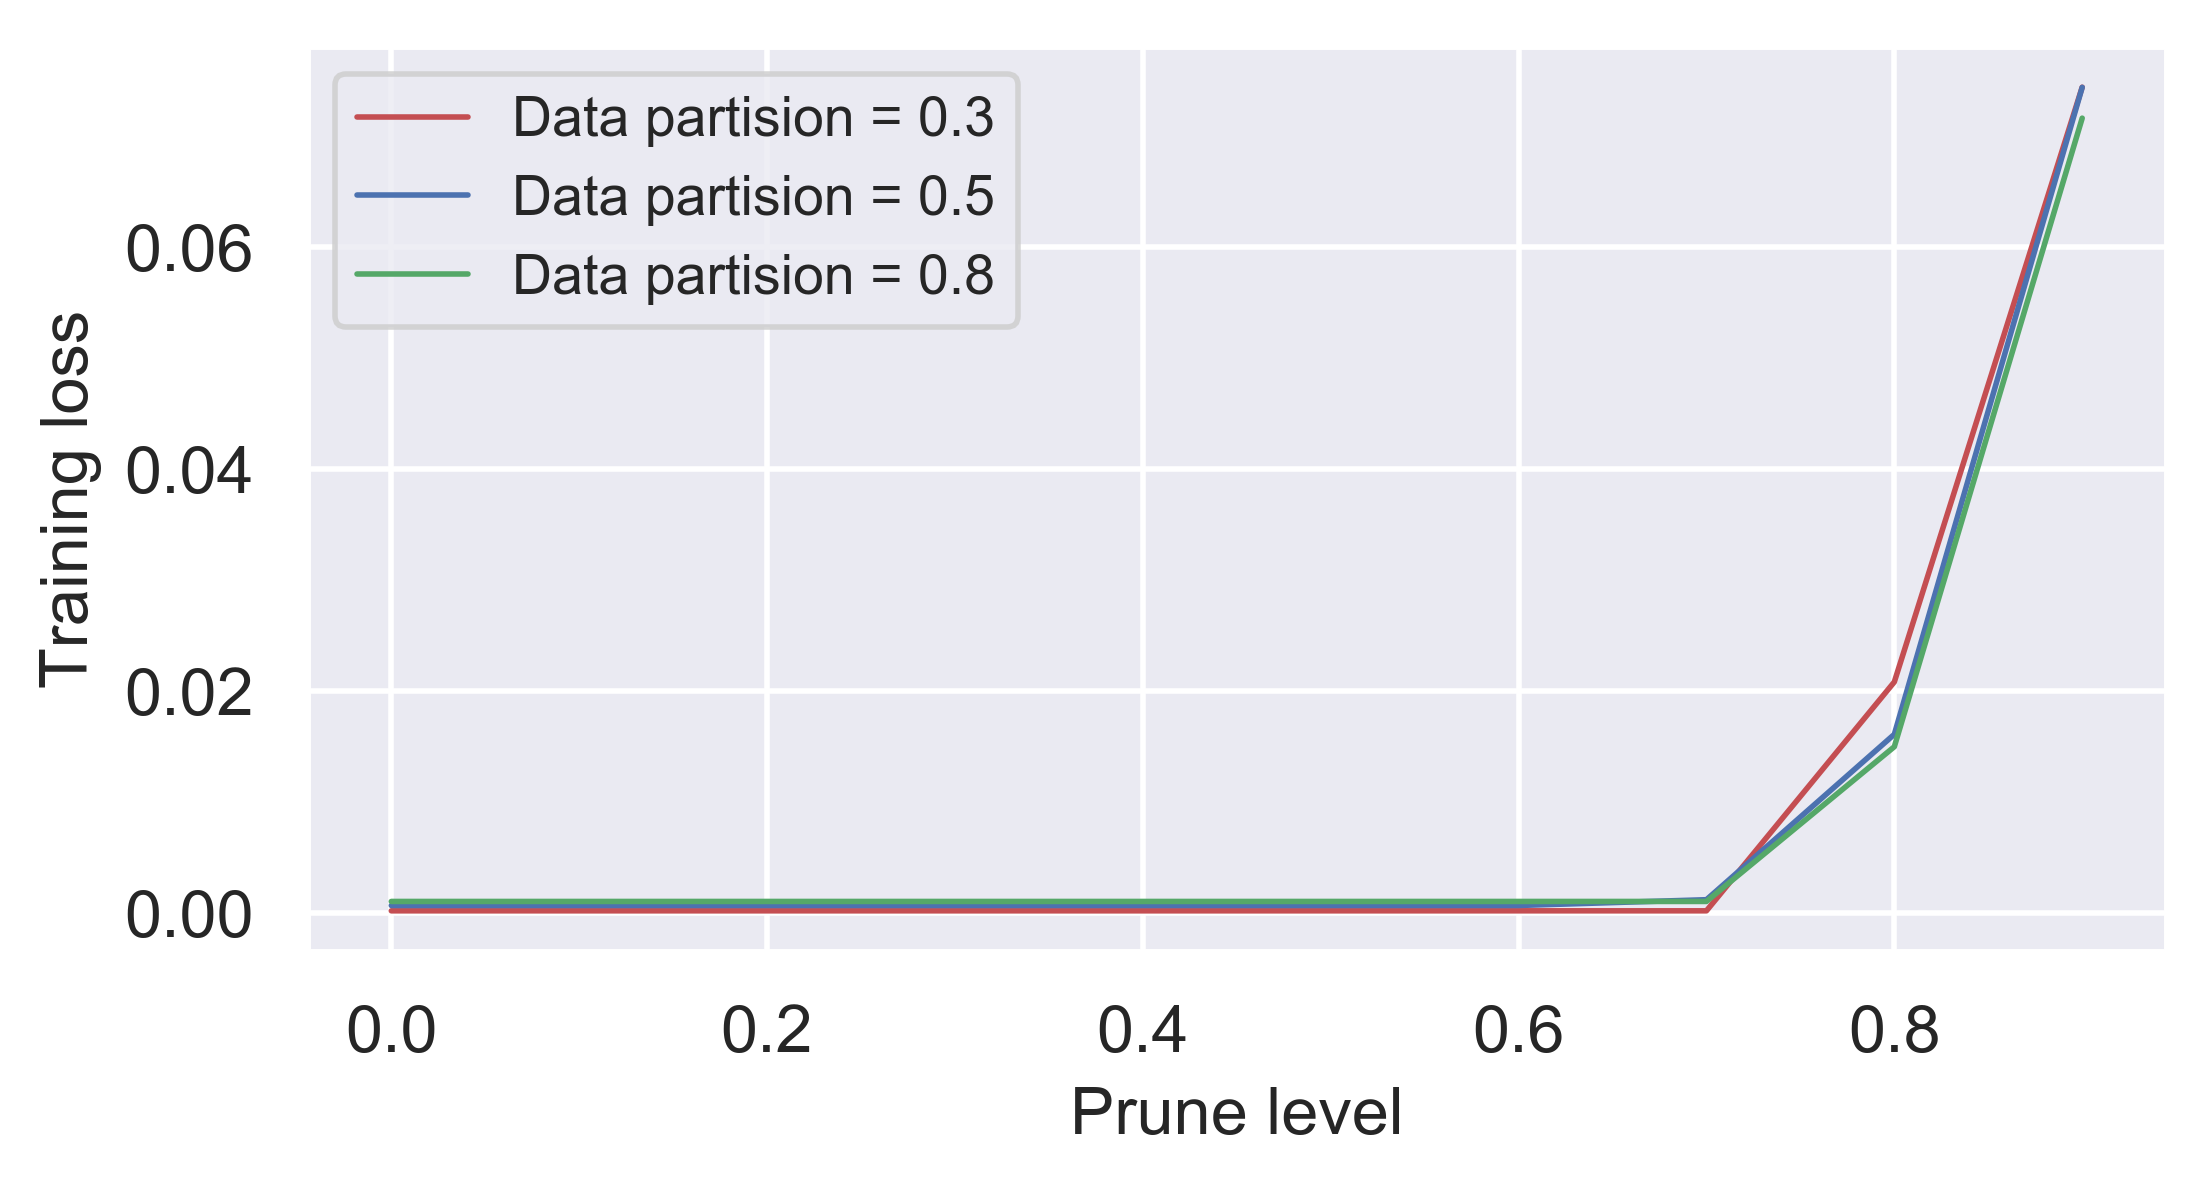 Data partision = 0.3
Data partision = 0.5
Data partision = 0.8
0.06
0.04
0.02
0.00
Training loss
0.0 0.2 0.4 0.6 0.8
Prune level